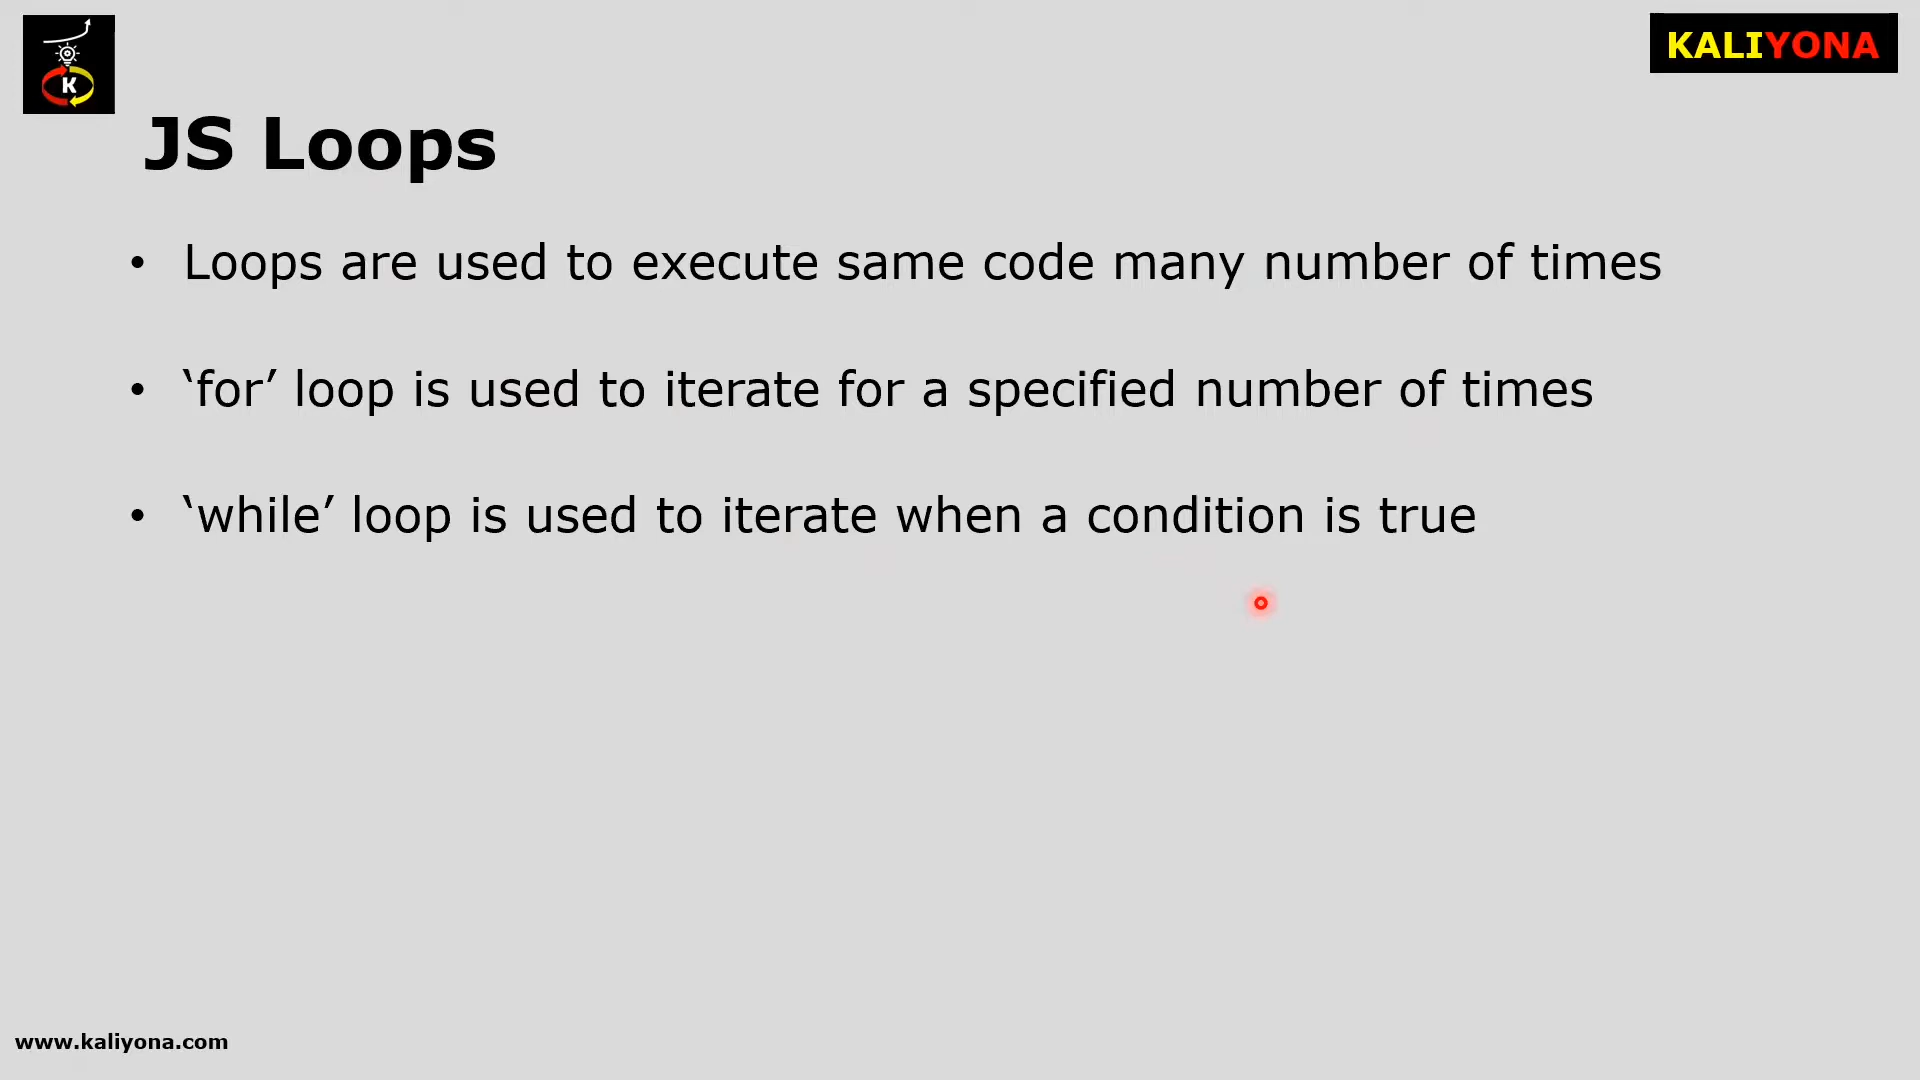 K
KALIYONA
JS Loops
• Loops are used to execute same code many number of times
• ‘for’ loop is used to iterate for a specified number of times
• ‘while’ loop is used to iterate when a condition is true
www.kaliyona.com